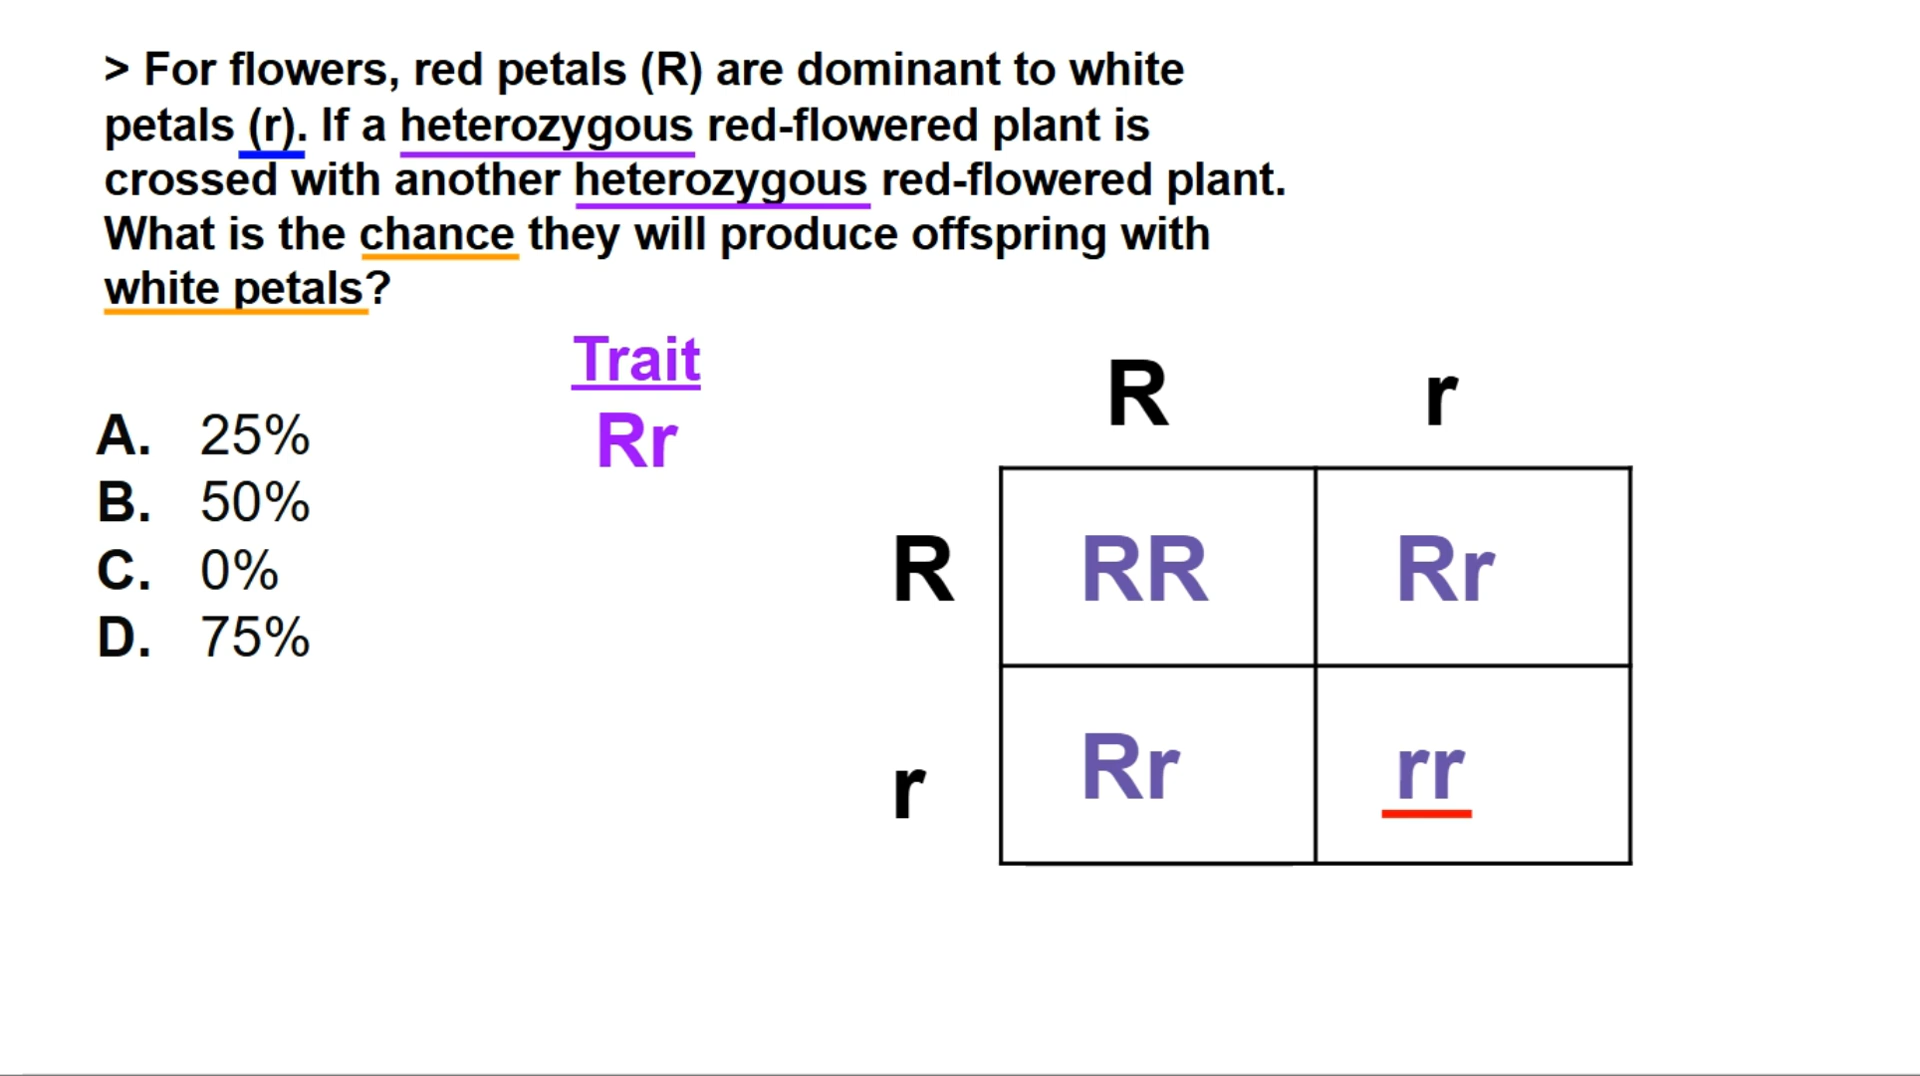 > For flowers, red petals (R) are dominant to white
petals (r). If a heterozygous red-flowered plant is
crossed with another heterozygous red-flowered plant.
What is the chance they will produce offspring with
white petals?
Trait
Rr
A. 25%
B. 50%
C. 0%
D. 75%
R r
R RR Rr
r Rr rr